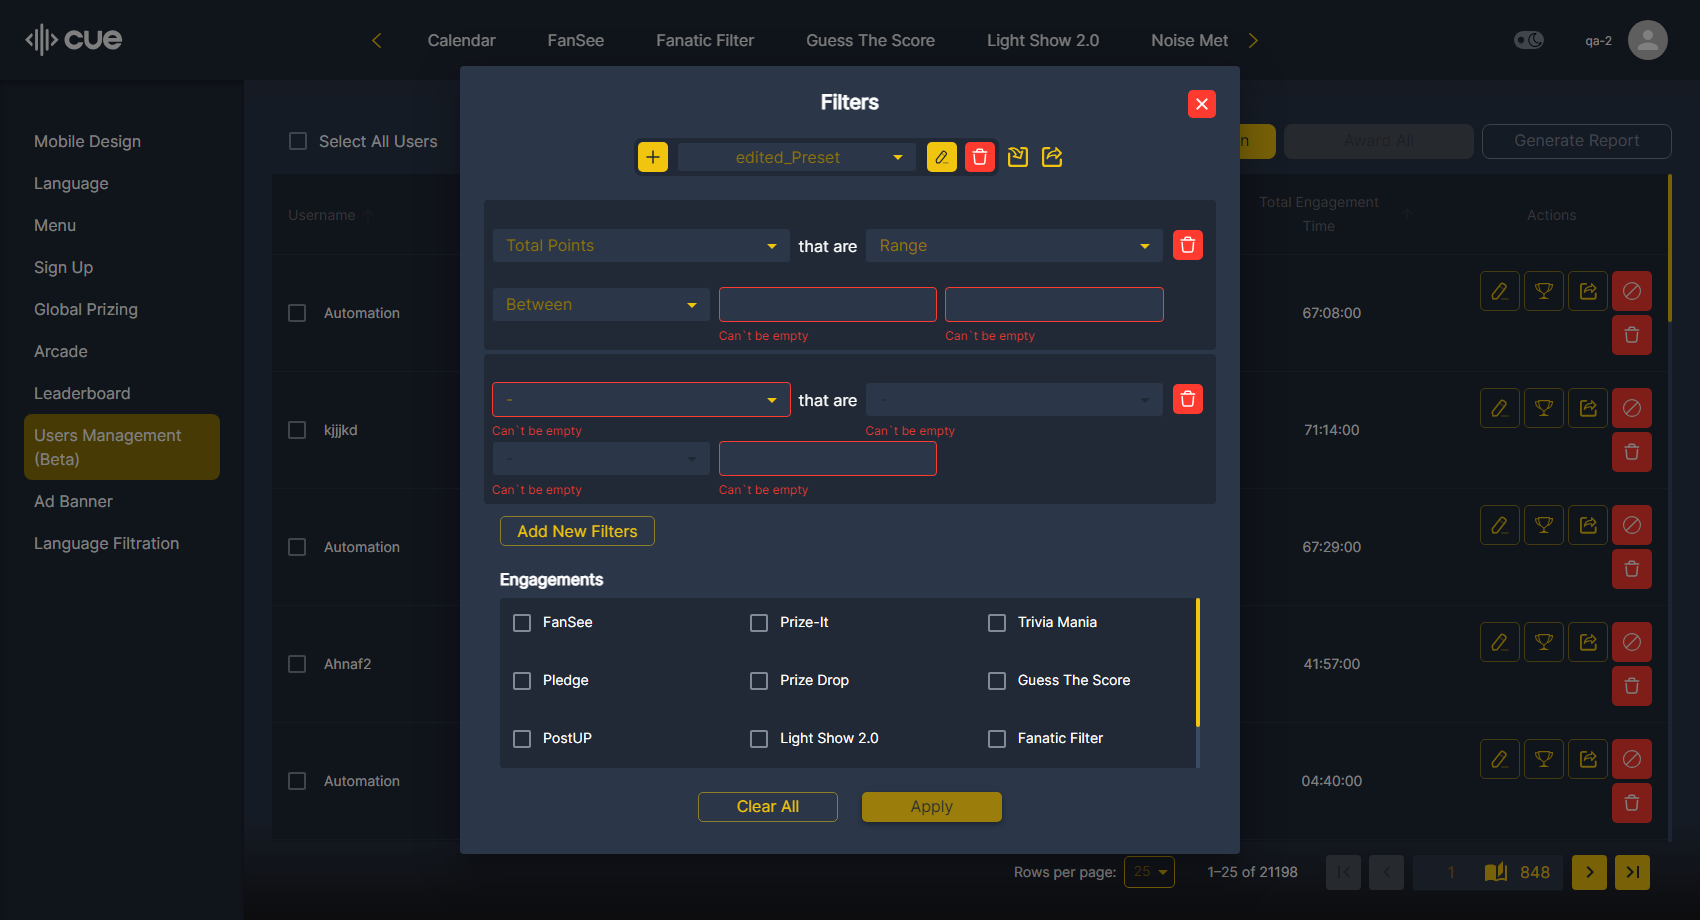 cue
Calendar
FanSee
Fanatic Filter
Guess The Score
Light Show 2.0
Noise Met
qa-2
Mobile Design
Language
Menu
Sign Up
Global Prizing
Arcade
Leaderboard
Users Management
(Beta)
Ad Banner
Language Filtration
Select All Users
n
Award All
Generate Report
Username
Total Engagement
Time
Actions
Automation
67:08:00
kjjjkd
71:14:00
Automation
67:29:00
Ahnaf2
41:57:00
Automation
04:40:00
Filters
edited_Preset
Total Points
that are
Range
Between
Can`t be empty
Can`t be empty
-
that are
-
Can`t be empty
Can`t be empty
-
Can`t be empty
Can`t be empty
Add New Filters
Engagements
FanSee
Prize-It
Trivia Mania
Pledge
Prize Drop
Guess The Score
PostUP
Light Show 2.0
Fanatic Filter
Clear All
Apply
Rows per page:
25
1–25 of 21198
1
848